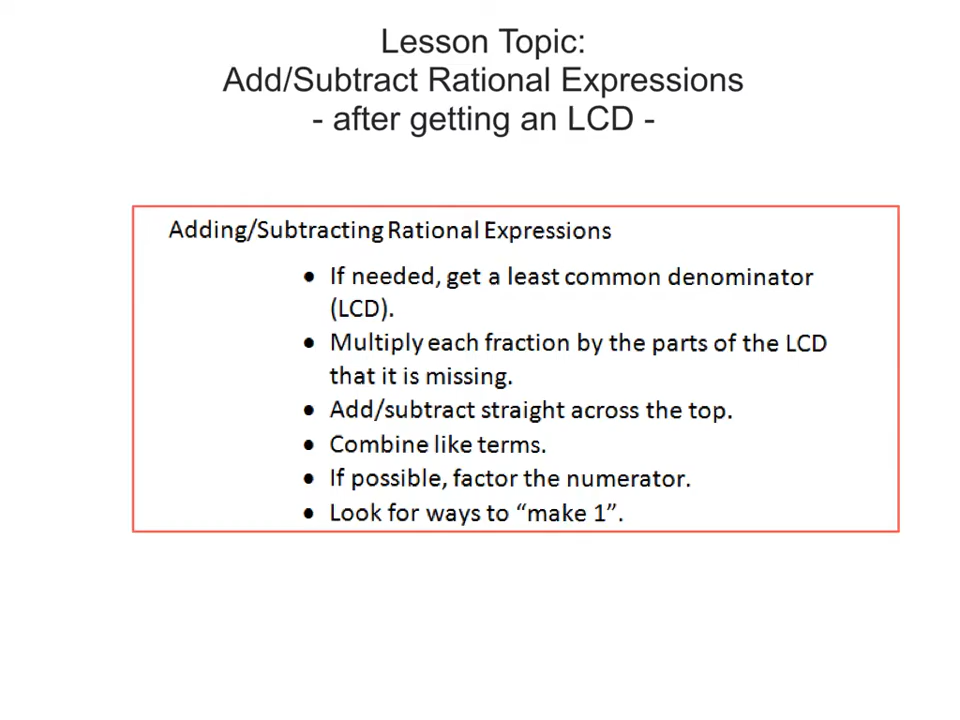 Lesson Topic:
Add/Subtract Rational Expressions
- after getting an LCD -
Adding/Subtracting Rational Expressions
• If needed, get a least common denominator
(LCD).
• Multiply each fraction by the parts of the LCD
that it is missing.
• Add/subtract straight across the top.
• Combine like terms.
• If possible, factor the numerator.
• Look for ways to “make 1”.